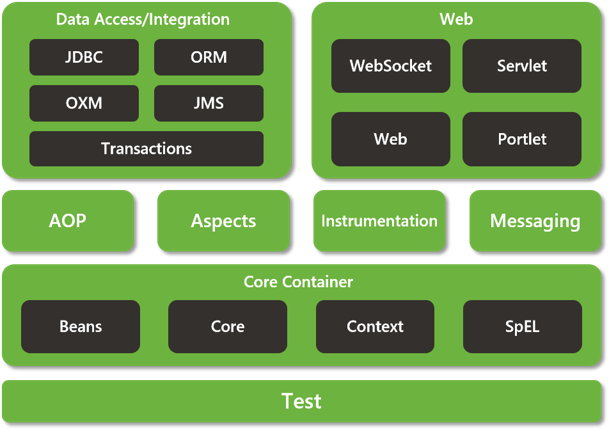 Data Access/Integration
JDBC
ORM
OXM
JMS
Transactions
Web
WebSocket
Servlet
Web
Portlet
AOP
Aspects
Instrumentation
Messaging
Core Container
Beans
Core
Context
SpEL
Test